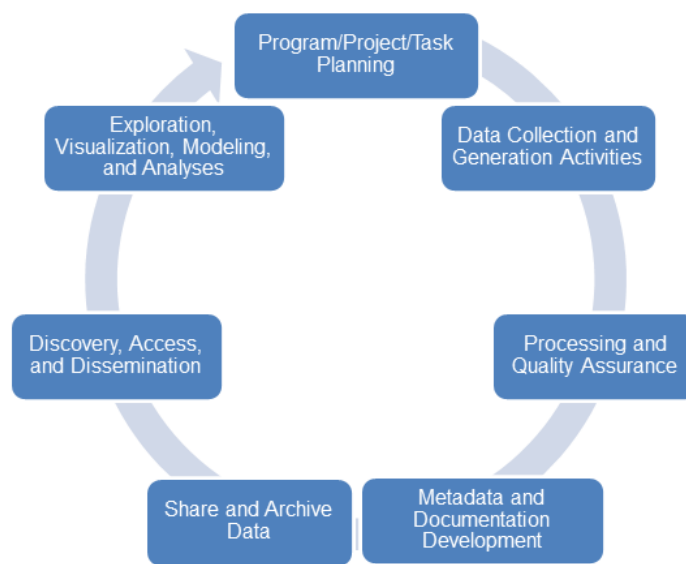 Program/Project/Task
Planning
Data Collection and
Generation Activities
Processing and
Quality Assurance
Metadata and
Documentation
Development
Share and Archive
Data
Discovery, Access,
and Dissemination
Exploration,
Visualization, Modeling,
and Analyses